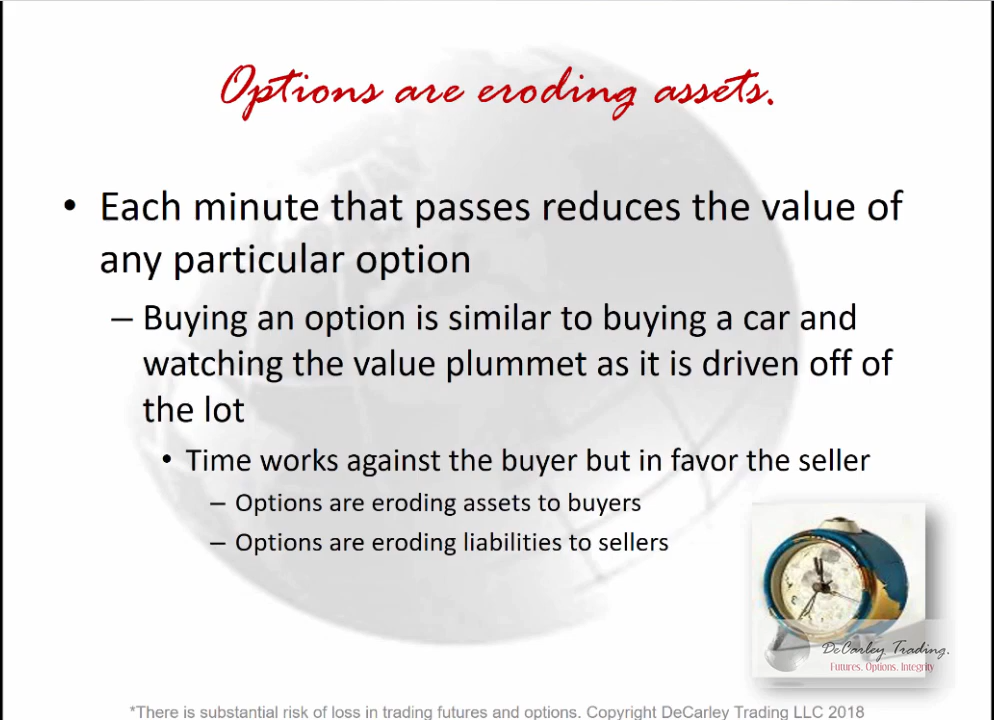 Options are eroding assets.
• Each minute that passes reduces the value of
any particular option
– Buying an option is similar to buying a car and
watching the value plummet as it is driven off of
the lot
• Time works against the buyer but in favor the seller
– Options are eroding assets to buyers
– Options are eroding liabilities to sellers
DeCarley Trading.
Futures. Options. Integrity
*There is substantial risk of loss in trading futures and options. Copyright DeCarley Trading LLC 2018